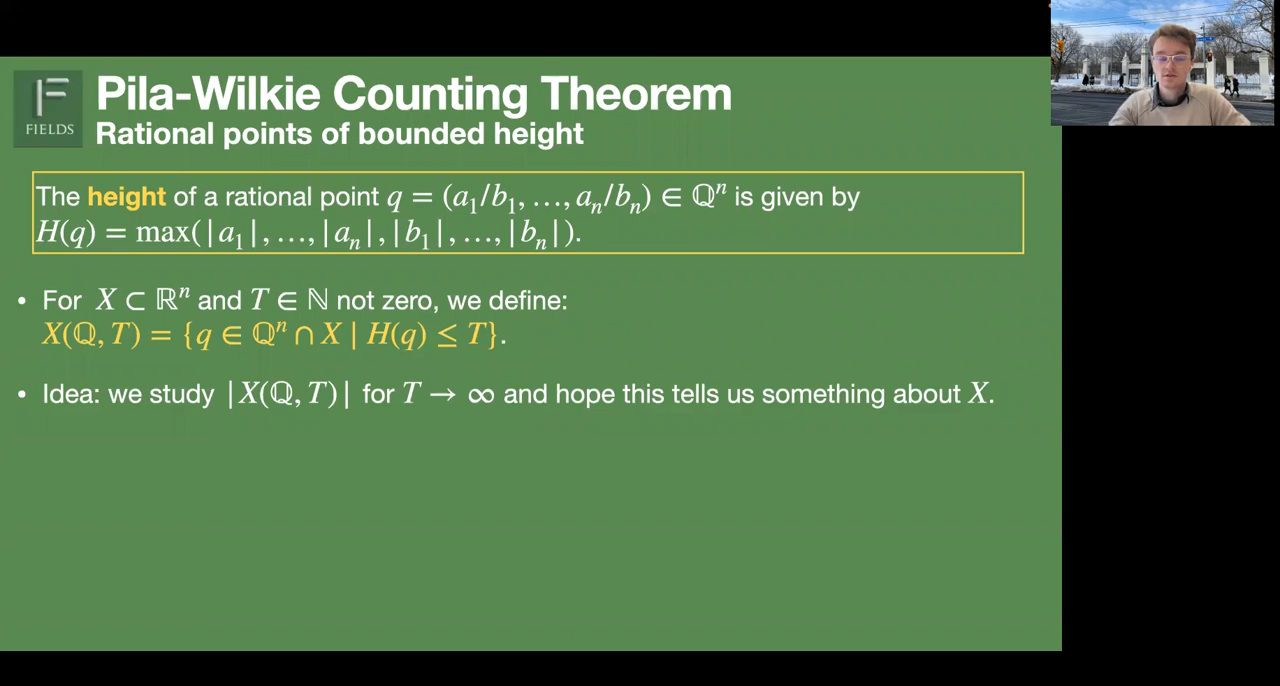 FIELDS
Pila-Wilkie Counting Theorem
Rational points of bounded height
The height of a rational point q = (a₁/b₁, …, aₙ/bₙ) ∈ ℚⁿ is given by
H(q) = max(|a₁|, …, |aₙ|, |b₁|, …, |bₙ|).
• For X ⊂ ℝⁿ and T ∈ ℕ not zero, we define:
X(ℚ, T) = {q ∈ ℚⁿ ∩ X | H(q) ≤ T}.
• Idea: we study |X(ℚ, T)| for T → ∞ and hope this tells us something about X.